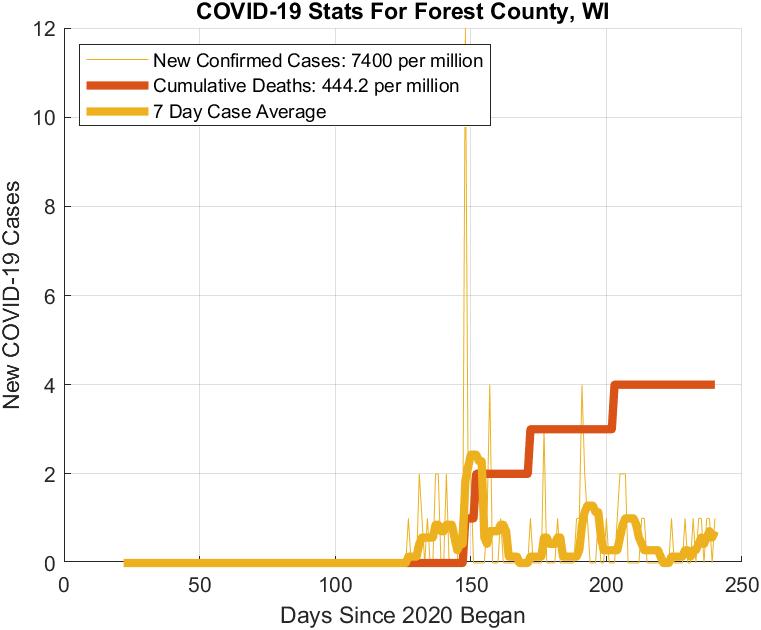 COVID-19 Stats For Forest County, WI
12
New Confirmed Cases: 7400 per million
Cumulative Deaths: 444.2 per million
7 Day Case Average
10
8
6
4
2
0
New COVID-19 Cases
0 50 100 150 200 250
Days Since 2020 Began